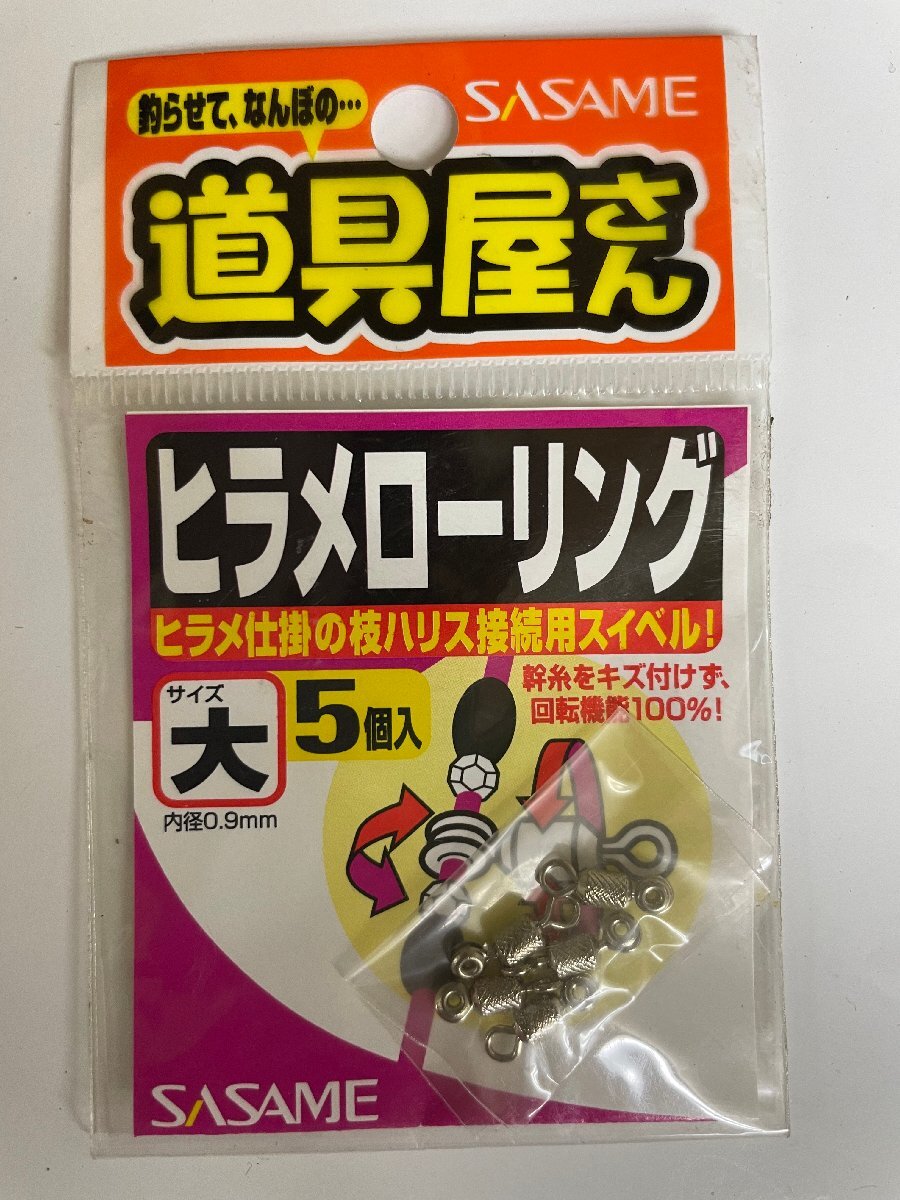 釣らせて、なんぼの…
SASAME
道具屋さん
ヒラメローリング
ヒラメ仕掛の枝ハリス接続用スイベル!
幹糸をキズ付けず、
回転機能100%!
サイズ
大
5個入
内径0.9mm
SASAME